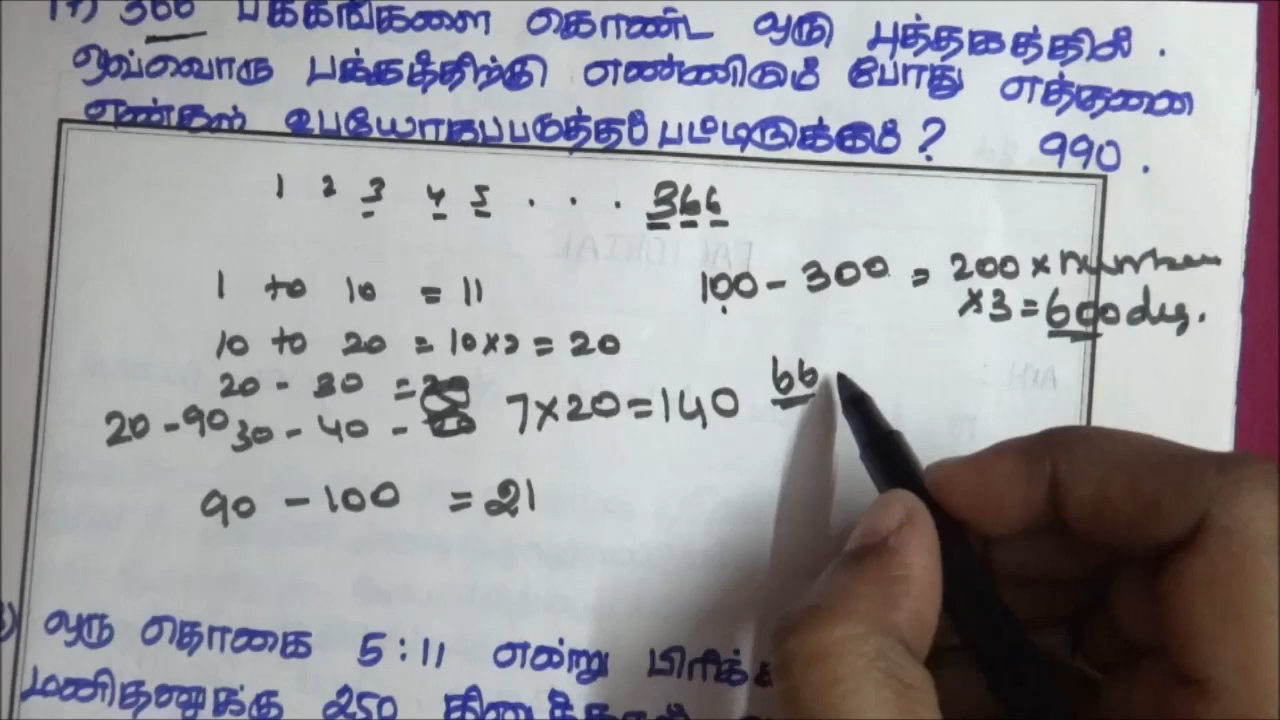 17) 366 பக்கங்களை கொண்ட ஒரு புத்தகத்தில் .
ஒவ்வொரு பக்கத்திற்கு எண்ணிடும் போது எத்தனை
எண்கள் உபயோகப்படுத்தப் பட்டிருக்கும் ? 990 .
1 2 3 4 5 . . . 366
1 to 10 = 11
100 - 300 = 200 x number
x 3 = 600 dig.
10 to 20 = 10 x 2 = 20
20 - 30 = 20
66
20 - 90 30 - 40 - 20 7 x 20 = 140
90 - 100 = 21
ஒரு தொகை 5 : 11 என்று பிரிக்
மனிதனுக்கு 250